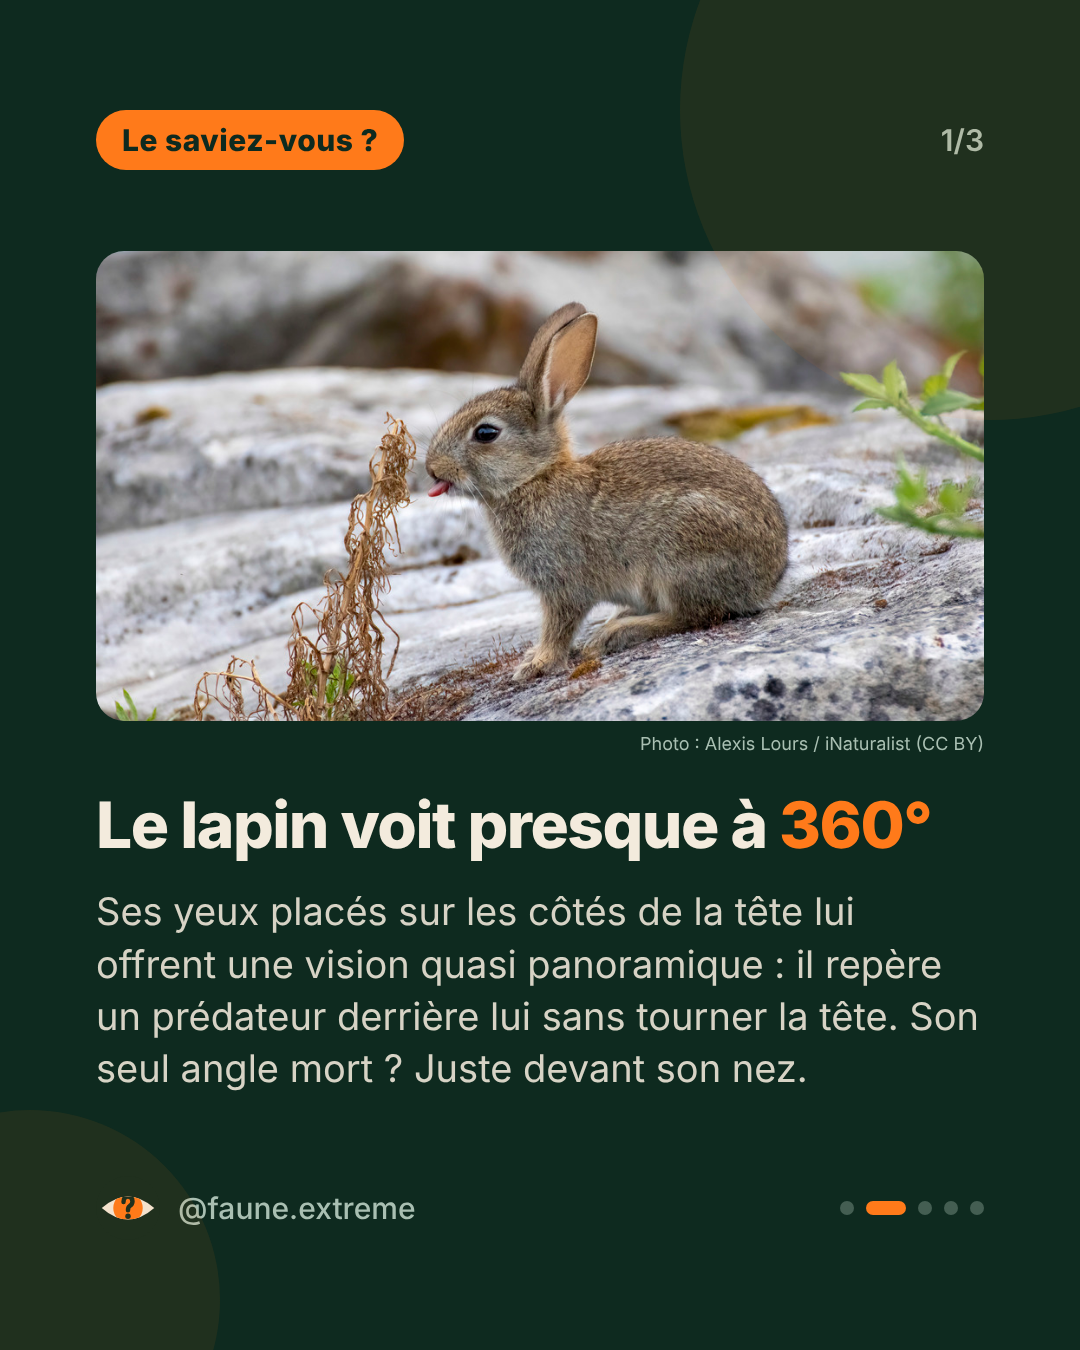 Le saviez-vous ?
1/3
Photo : Alexis Lours / iNaturalist (CC BY)
Le lapin voit presque à 360°
Ses yeux placés sur les côtés de la tête lui
offrent une vision quasi panoramique : il repère
un prédateur derrière lui sans tourner la tête. Son
seul angle mort ? Juste devant son nez.
?
@faune.extreme